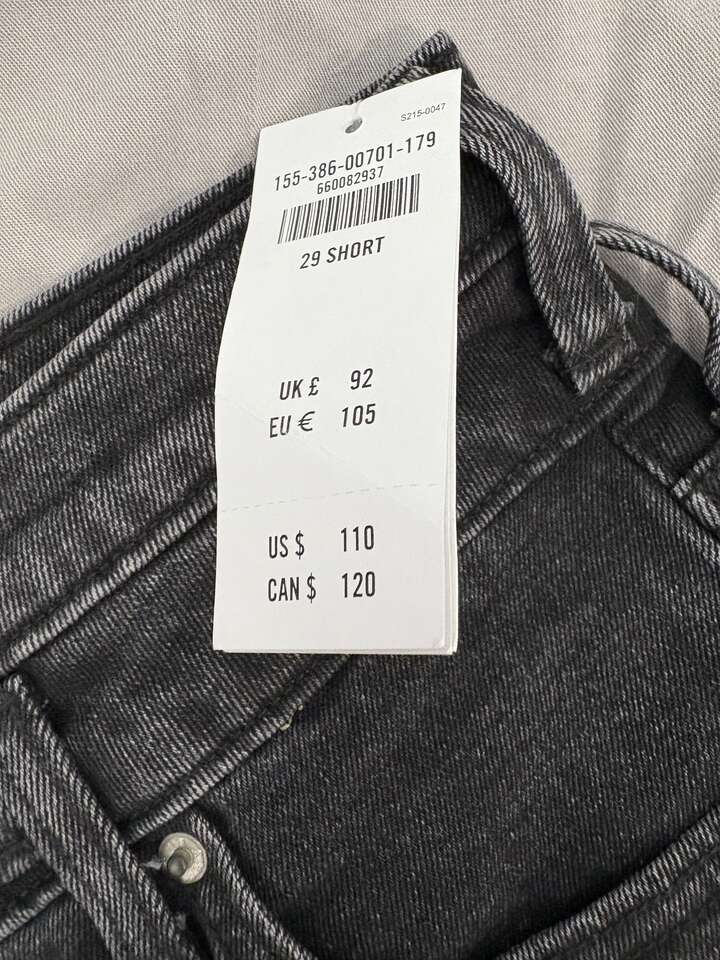 S215-0047
155-386-00701-179
660082937
29 SHORT
UK £ 92
EU € 105
US $ 110
CAN $ 120